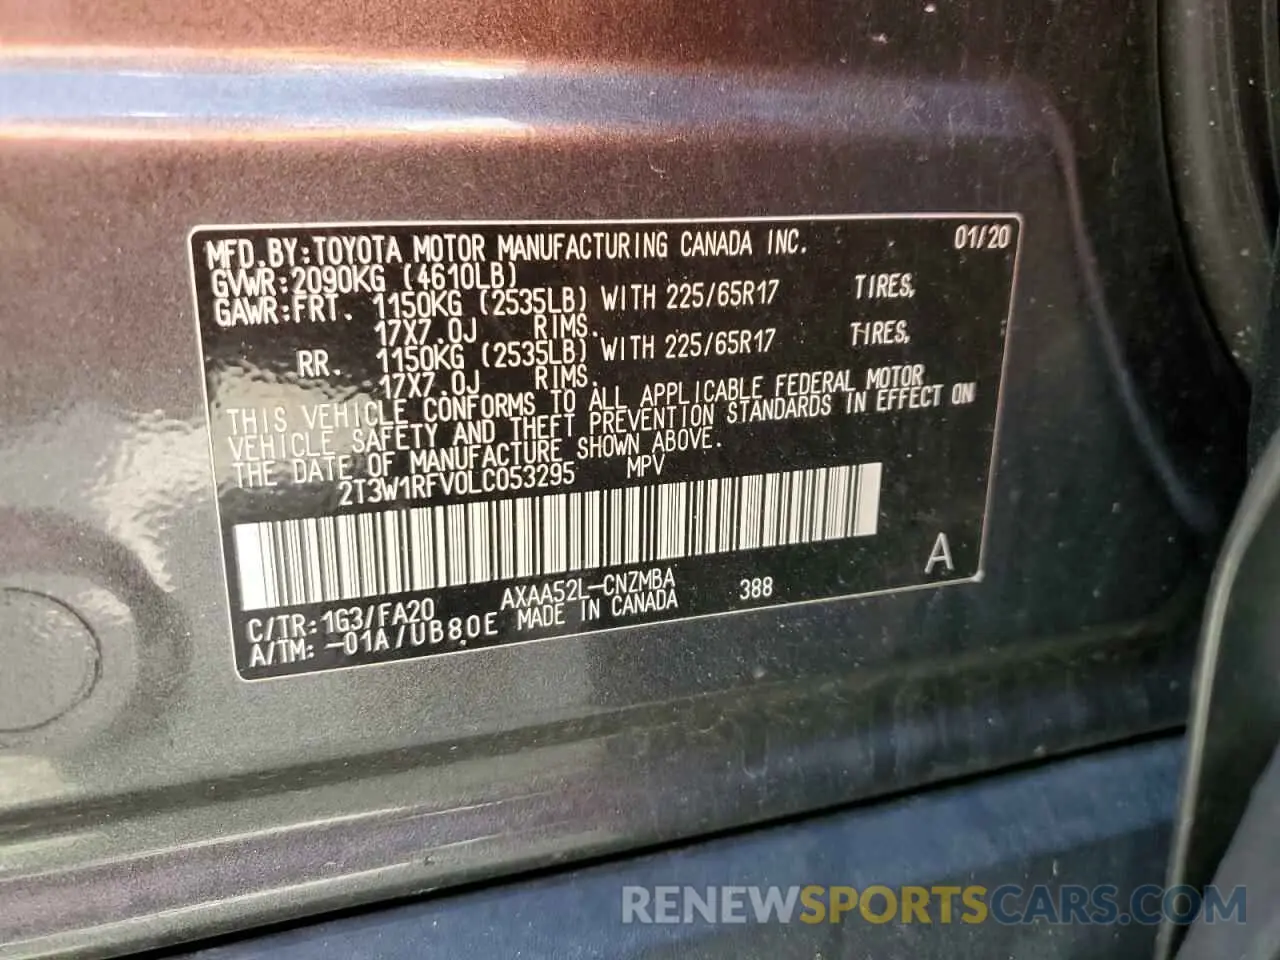 MFD.BY:TOYOTA MOTOR MANUFACTURING CANADA INC. 01/20
GVWR:2090KG (4610LB)
GAWR:FRT. 1150KG (2535LB) WITH 225/65R17 TIRES,
17X7.0J RIMS.
RR. 1150KG (2535LB) WITH 225/65R17 TIRES,
17X7.0J RIMS.
THIS VEHICLE CONFORMS TO ALL APPLICABLE FEDERAL MOTOR
VEHICLE SAFETY AND THEFT PREVENTION STANDARDS IN EFFECT ON
THE DATE OF MANUFACTURE SHOWN ABOVE.
2T3W1RFV0LC053295 MPV
A
C/TR:1G3/FA20 AXAA52L-CNZMBA 388
A/TM:-01A/UB80E MADE IN CANADA
RENEWSPORTSCARS.COM